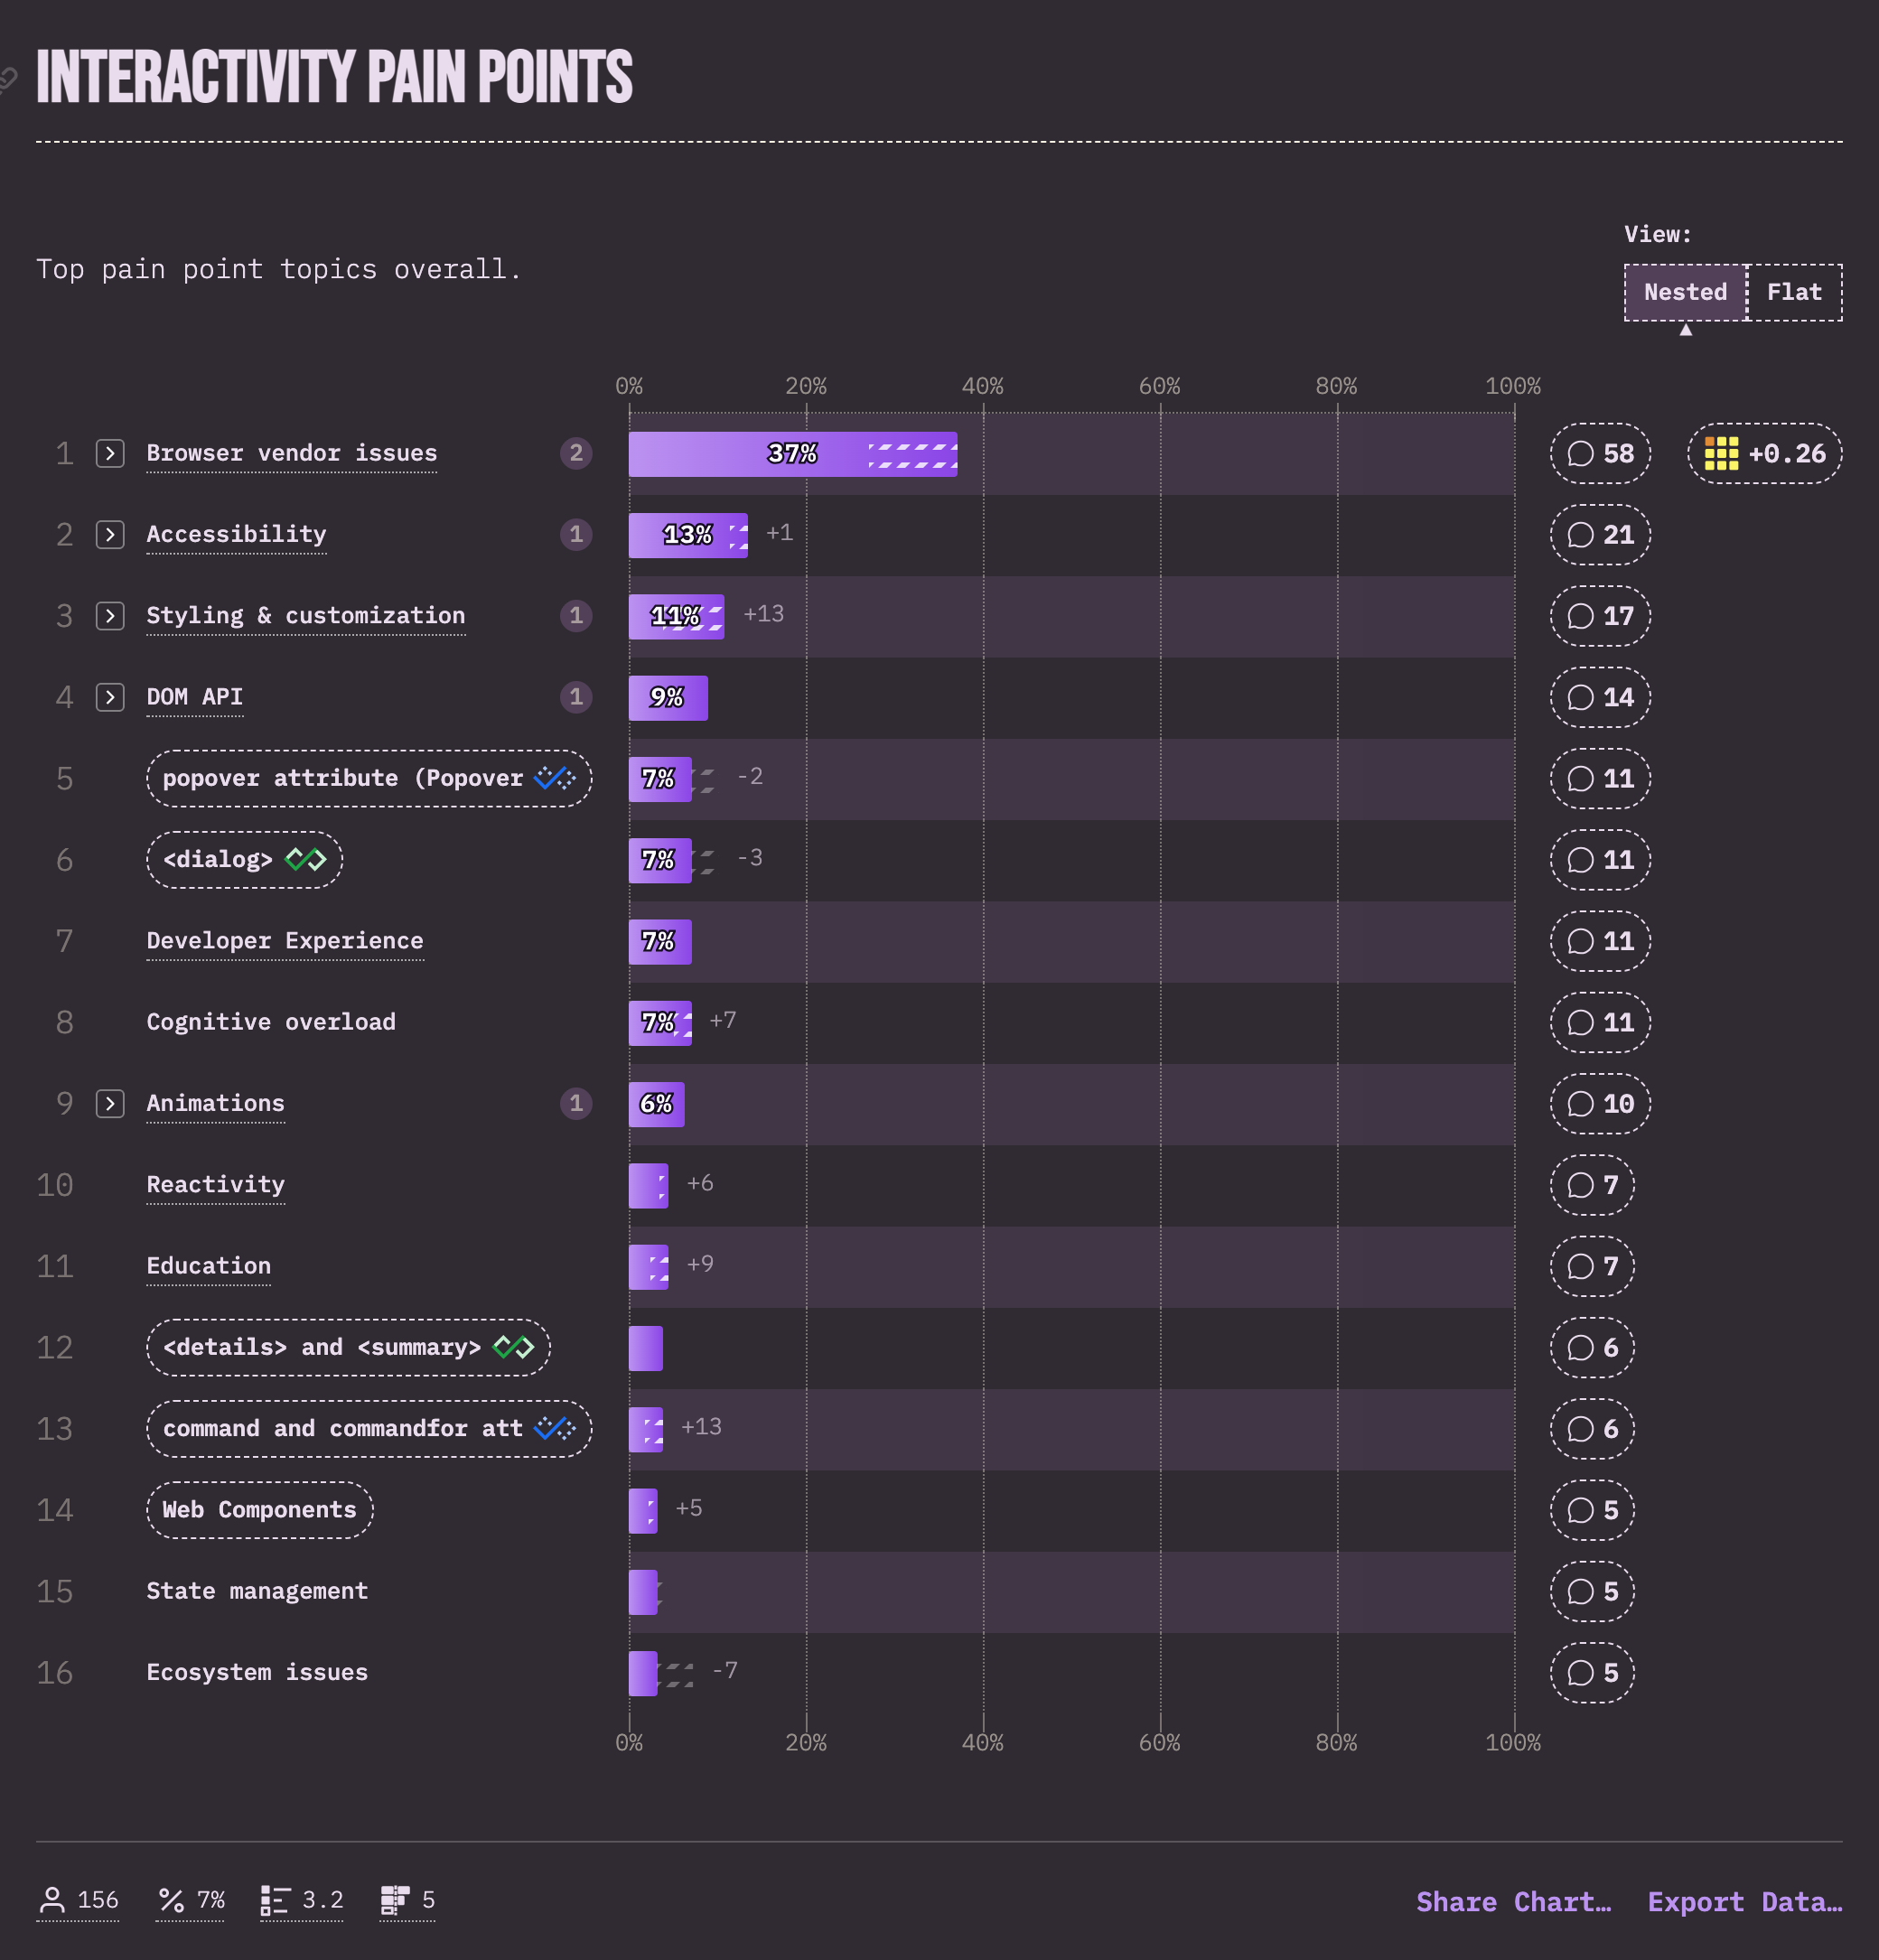 INTERACTIVITY PAIN POINTS
Top pain point topics overall.
View:
Nested Flat
0% 20% 40% 60% 80% 100%
1 Browser vendor issues 2 37% 58 +0.26
2 Accessibility 1 13% +1 21
3 Styling & customization 1 11% +13 17
4 DOM API 1 9% 14
5 popover attribute (Popover 7% -2 11
6 <dialog> 7% -3 11
7 Developer Experience 7% 11
8 Cognitive overload 7% +7 11
9 Animations 1 6% 10
10 Reactivity +6 7
11 Education +9 7
12 <details> and <summary> 6
13 command and commandfor att +13 6
14 Web Components +5 5
15 State management 5
16 Ecosystem issues -7 5
0% 20% 40% 60% 80% 100%
156 7% 3.2 5 Share Chart… Export Data…